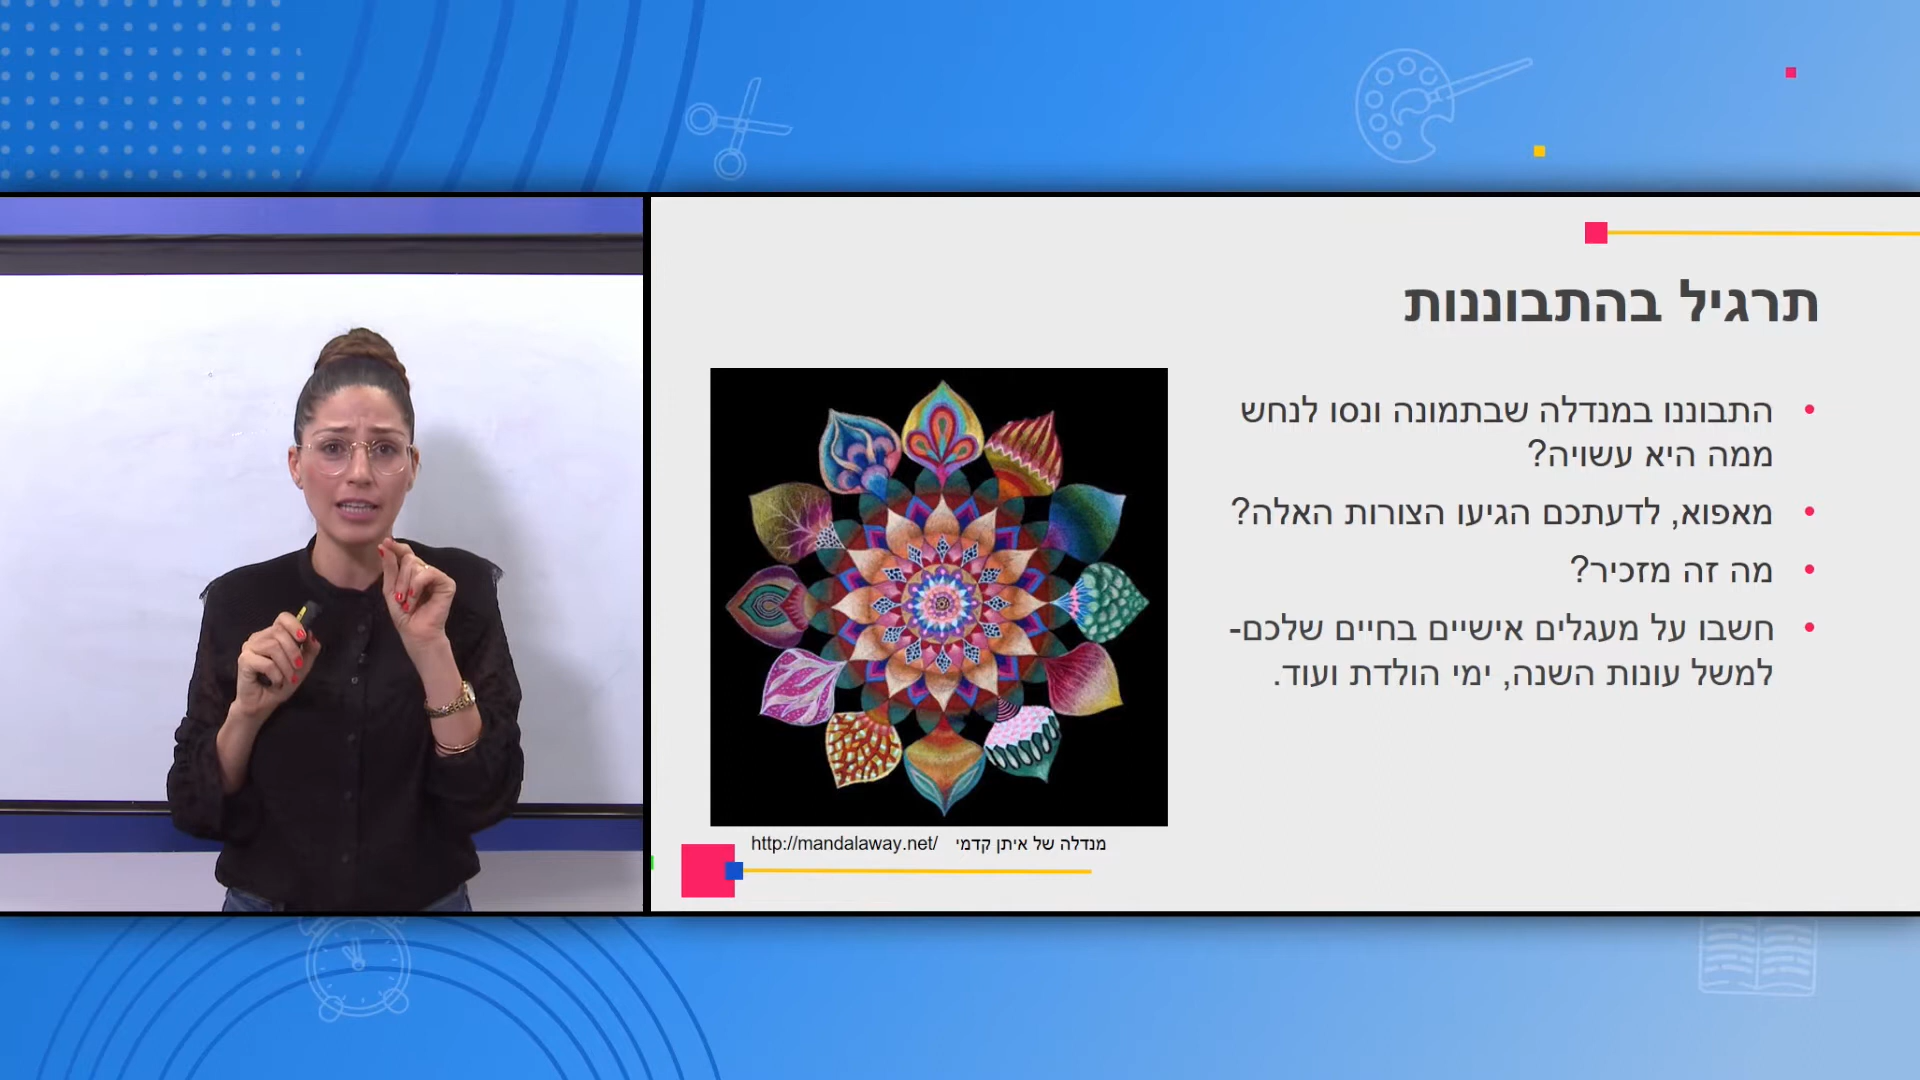 תרגיל בהתבוננות
התבוננו במנדלה שבתמונה ונסו לנחש
ממה היא עשויה?
מאפוא, לדעתכם הגיעו הצורות האלה?
מה זה מזכיר?
חשבו על מעגלים אישיים בחיים שלכם-
למשל עונות השנה, ימי הולדת ועוד.
מנדלה של איתן קדמי http://mandalaway.net/